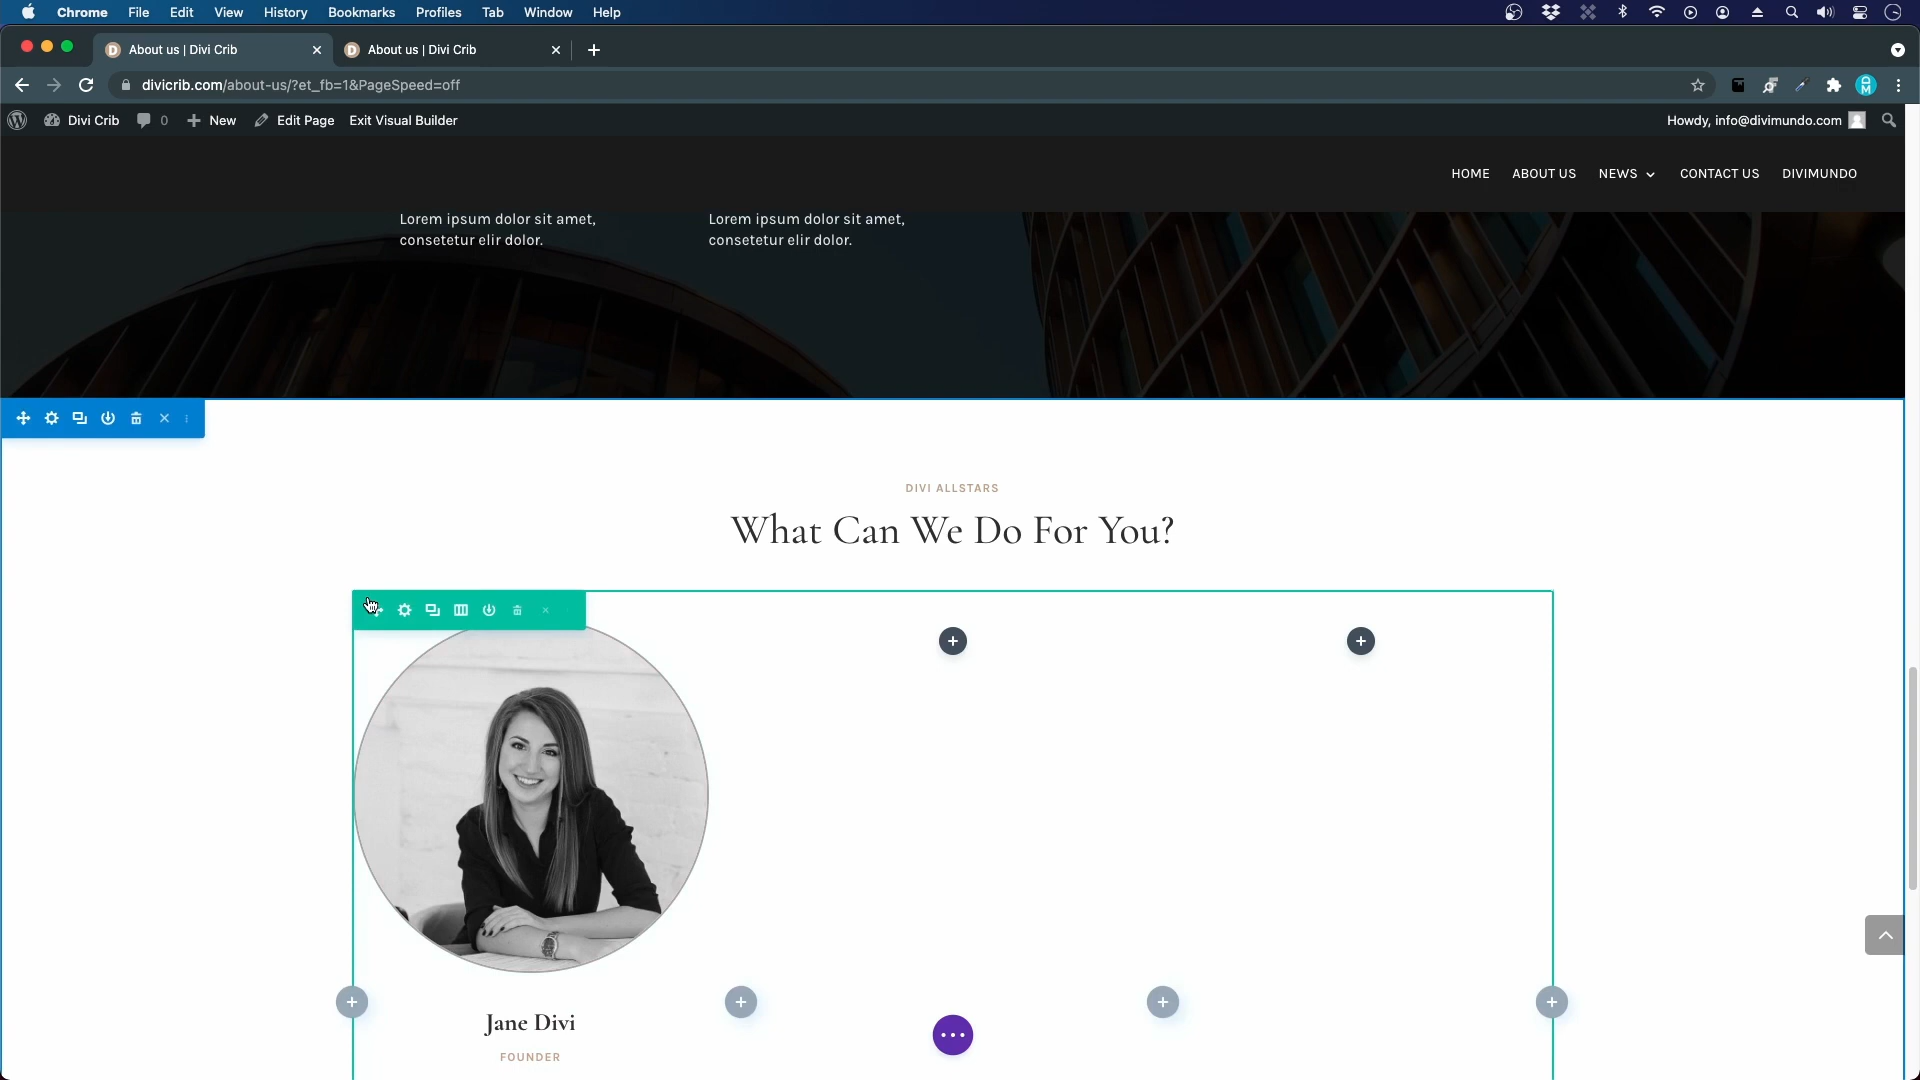 Chrome File Edit View History Bookmarks Profiles Tab Window Help
About us | Divi Crib
About us | Divi Crib
divicrib.com/about-us/?et_fb=1&PageSpeed=off
Divi Crib 0 New Edit Page Exit Visual Builder
Howdy, info@divimundo.com
HOME ABOUT US NEWS CONTACT US DIVIMUNDO
Lorem ipsum dolor sit amet,
consetetur elir dolor.
Lorem ipsum dolor sit amet,
consetetur elir dolor.
DIVI ALLSTARS
What Can We Do For You?
Jane Divi
FOUNDER